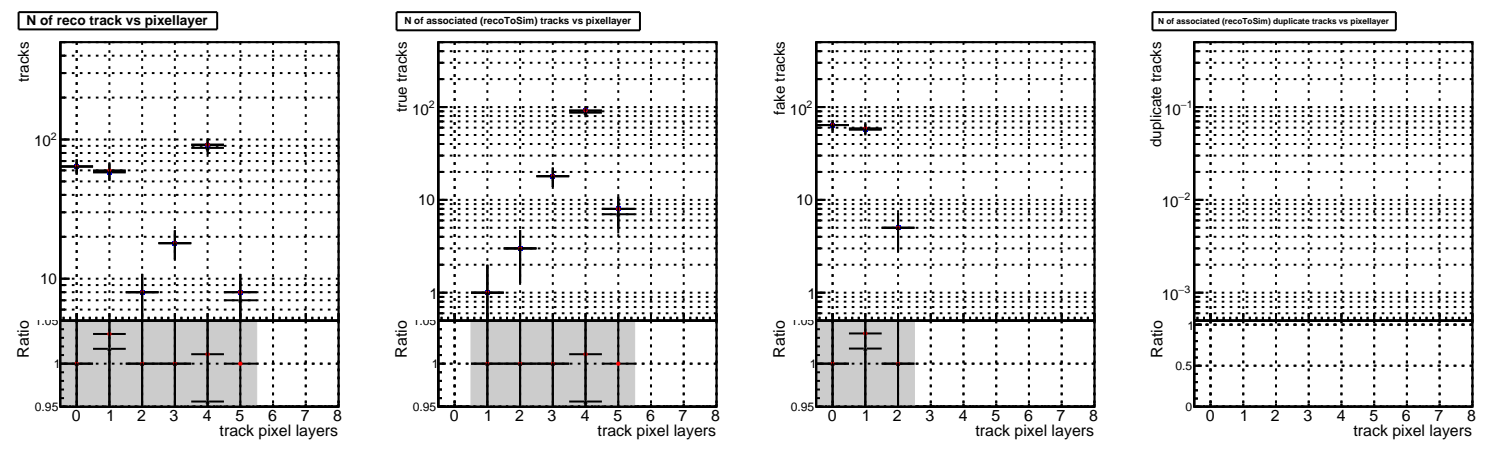 N of reco track vs pixellayer
tracks
10²
10
Ratio
1.05
1
0.95
0 1 2 3 4 5 6 7 8
track pixel layers
N of associated (recoToSim) tracks vs pixellayer
true tracks
10²
10
1
Ratio
1.05
1
0.95
0 1 2 3 4 5 6 7 8
track pixel layers
fake tracks
10²
10
1
Ratio
1.05
1
0.95
0 1 2 3 4 5 6 7 8
track pixel layers
N of associated (recoToSim) duplicate tracks vs pixellayer
duplicate tracks
10⁻¹
10⁻²
10⁻³
Ratio
1
0.5
0
0 1 2 3 4 5 6 7 8
track pixel layers